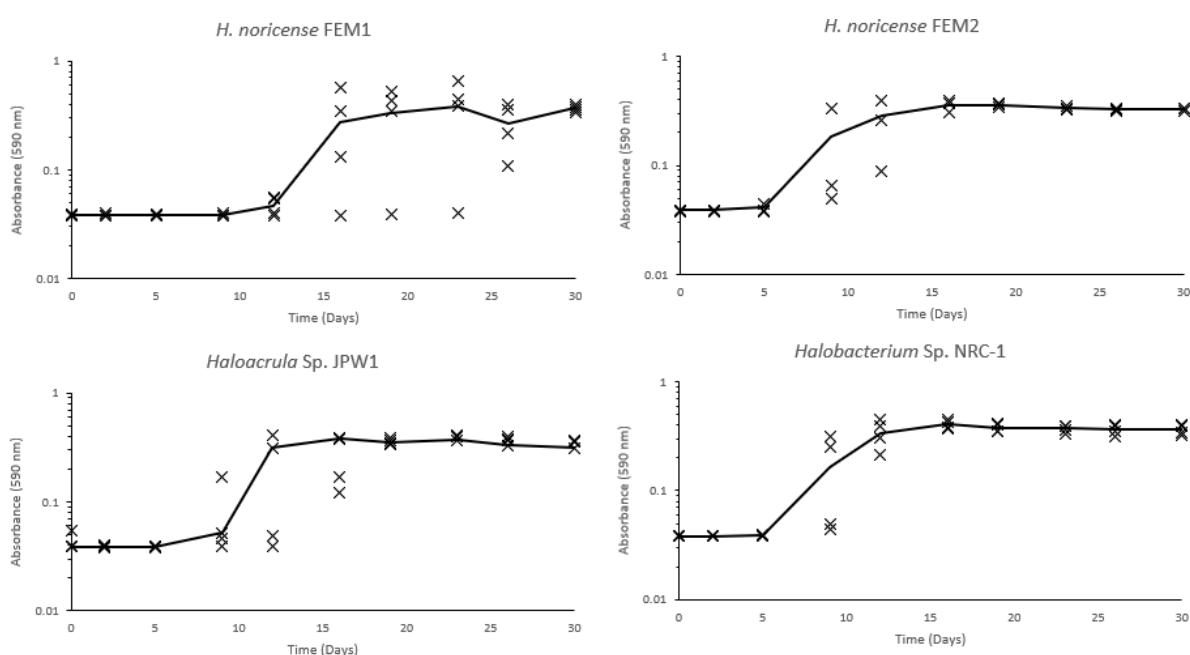 H. noricense FEM1
1
0.1
0.01
Absorbance (590 nm)
0 5 10 15 20 25 30
Time (Days)
H. noricense FEM2
1
0.1
0.01
Absorbance (590 nm)
0 5 10 15 20 25 30
Time (Days)
Haloacrula Sp. JPW1
1
0.1
0.01
Absorbance (590 nm)
0 5 10 15 20 25 30
Time (Days)
Halobacterium Sp. NRC-1
1
0.1
0.01
Absorbance (590 nm)
0 5 10 15 20 25 30
Time (Days)